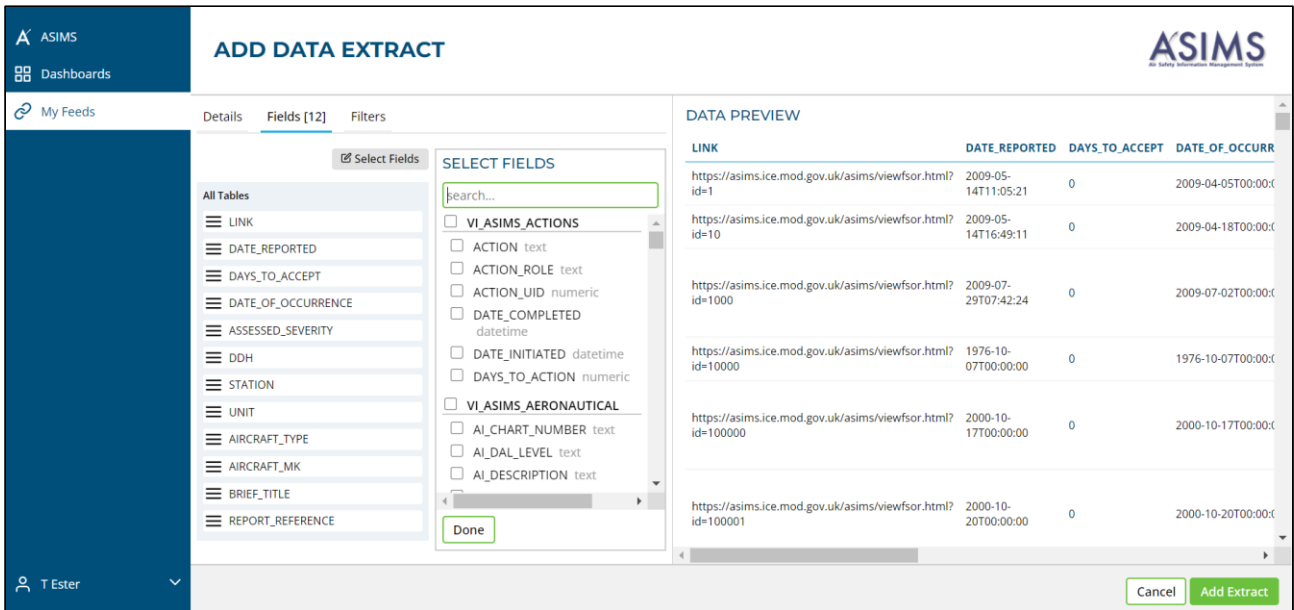 ASIMS
Dashboards
My Feeds
T Ester
ADD DATA EXTRACT
ASIMS
Air Safety Information Management System
Details Fields [12] Filters
Select Fields
All Tables
LINK
DATE_REPORTED
DAYS_TO_ACCEPT
DATE_OF_OCCURRENCE
ASSESSED_SEVERITY
DDH
STATION
UNIT
AIRCRAFT_TYPE
AIRCRAFT_MK
BRIEF_TITLE
REPORT_REFERENCE
SELECT FIELDS
search...
VI_ASIMS_ACTIONS
ACTION text
ACTION_ROLE text
ACTION_UID numeric
DATE_COMPLETED
datetime
DATE_INITIATED datetime
DAYS_TO_ACTION numeric
VI_ASIMS_AERONAUTICAL
AI_CHART_NUMBER text
AI_DAL_LEVEL text
AI_DESCRIPTION text
Done
DATA PREVIEW
LINK DATE_REPORTED DAYS_TO_ACCEPT DATE_OF_OCCURR
https://asims.ice.mod.gov.uk/asims/viewfsor.html? 2009-05-
id=1 14T11:05:21 0 2009-04-05T00:00:0
https://asims.ice.mod.gov.uk/asims/viewfsor.html? 2009-05-
id=10 14T16:49:11 0 2009-04-18T00:00:0
https://asims.ice.mod.gov.uk/asims/viewfsor.html? 2009-07-
id=1000 29T07:42:24 0 2009-07-02T00:00:0
https://asims.ice.mod.gov.uk/asims/viewfsor.html? 1976-10-
id=10000 07T00:00:00 0 1976-10-07T00:00:0
https://asims.ice.mod.gov.uk/asims/viewfsor.html? 2000-10-
id=100000 17T00:00:00 0 2000-10-17T00:00:0
https://asims.ice.mod.gov.uk/asims/viewfsor.html? 2000-10-
id=100001 20T00:00:00 0 2000-10-20T00:00:0
Cancel Add Extract